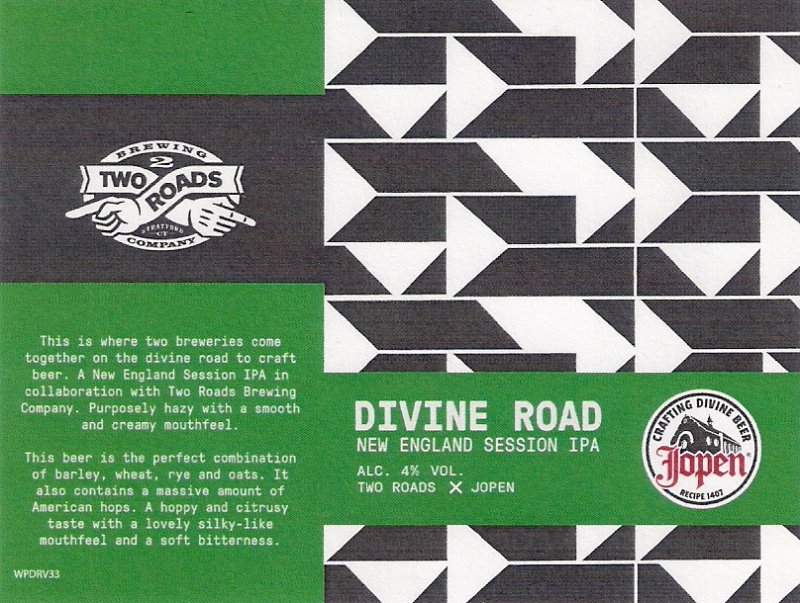 BREWING
2
TWO ROADS
STRATFORD
CT
COMPANY
This is where two breweries come
together on the divine road to craft
beer. A New England Session IPA in
collaboration with Two Roads Brewing
Company. Purposely hazy with a smooth
and creamy mouthfeel.
This beer is the perfect combination
of barley, wheat, rye and oats. It
also contains a massive amount of
American hops. A hoppy and citrusy
taste with a lovely silky-like
mouthfeel and a soft bitterness.
WPDRV33
DIVINE ROAD
NEW ENGLAND SESSION IPA
ALC. 4% VOL.
TWO ROADS X JOPEN
CRAFTING DIVINE BEER
Jopen®
RECIPE 1407